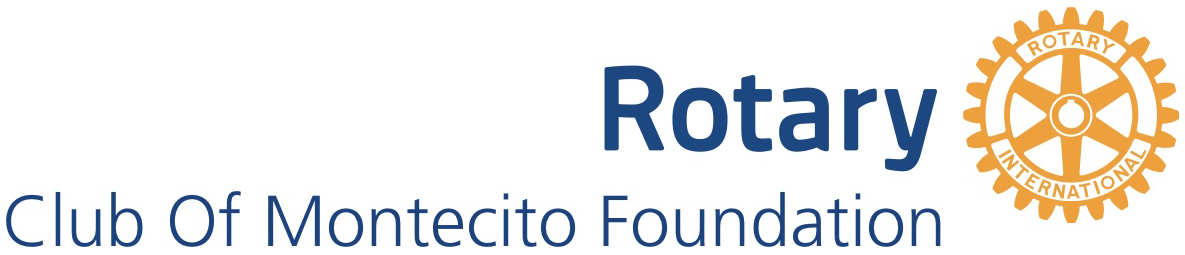 Rotary
Club Of Montecito Foundation
ROTARY
INTERNATIONAL